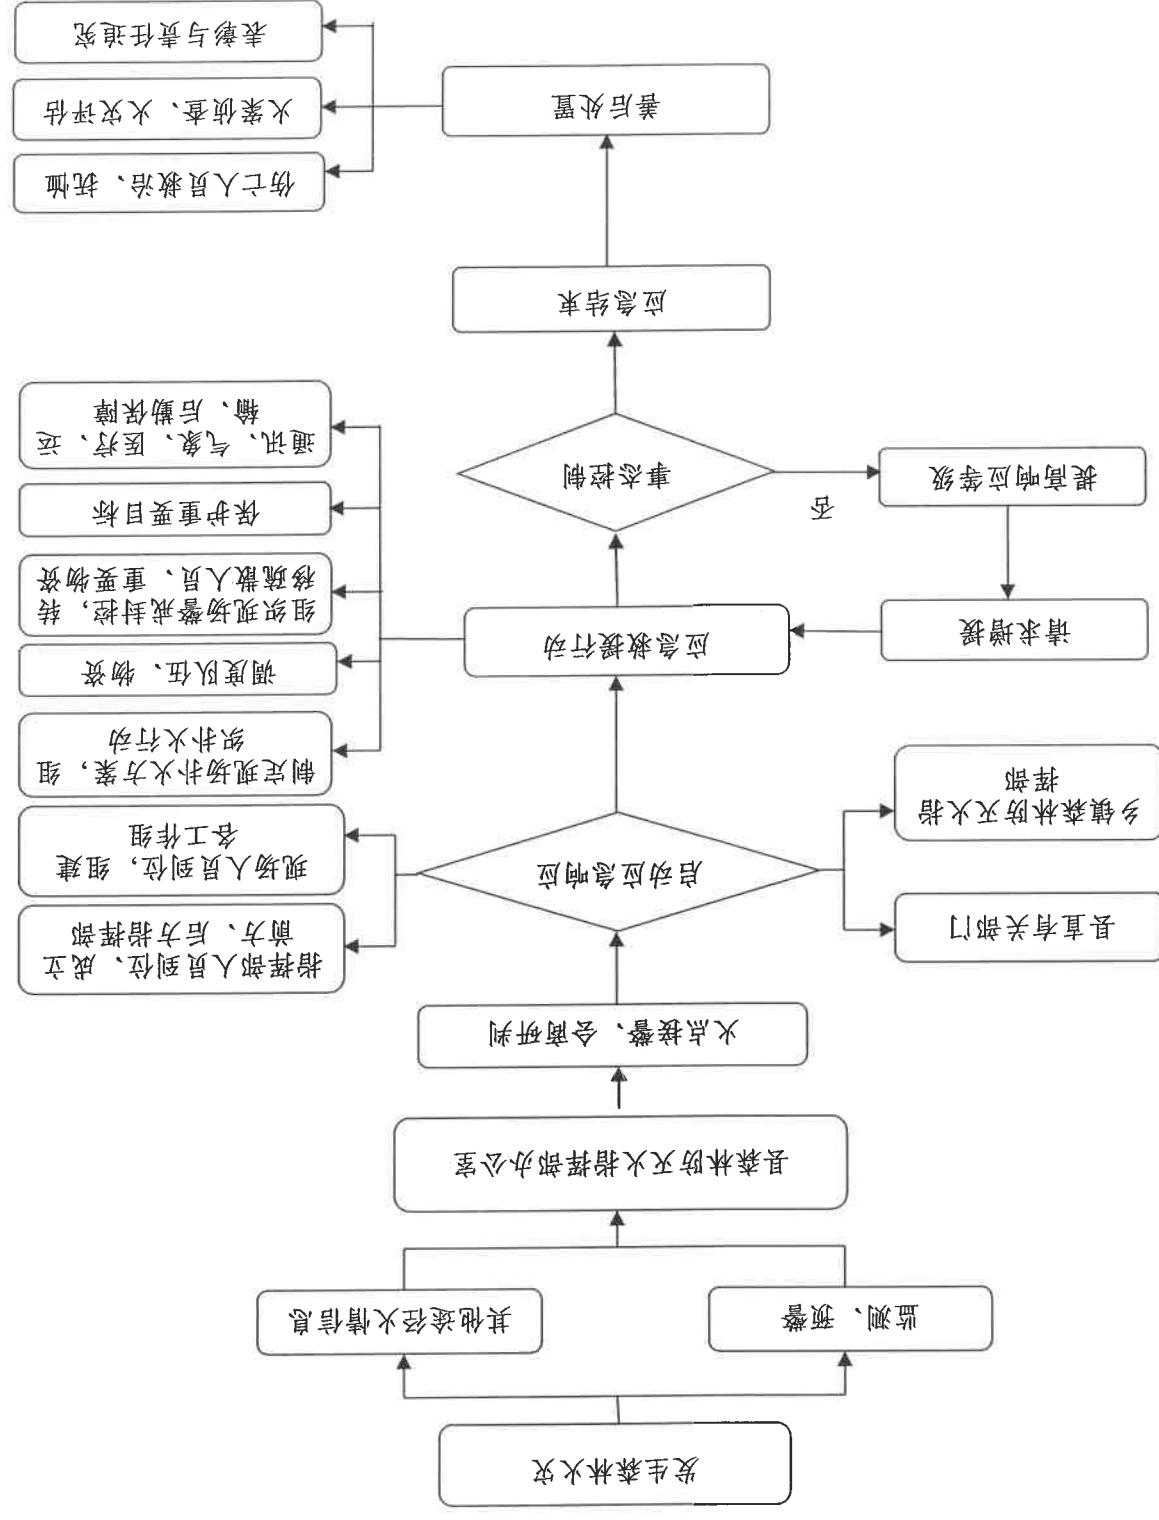 发生森林火灾
监测、预警
其他途径火情信息
县森林防灭火指挥部办公室
火点接警、会商研判
县直有关部门
启动应急响应
指挥部人员到位、成立
前方、后方指挥部
乡镇森林防灭火指
挥部
现场人员到位，组建
各工作组
请求增援
应急救援行动
制定现场扑火方案，组
织扑火行动
调度队伍、物资
组织现场警戒封控，转
移疏散人员、重要物资
保护重要目标
通讯、气象、医疗、运
输、后勤保障
提高响应等级
否
事态控制
应急结束
善后处置
伤亡人员救治、抚恤
火案侦查、火灾评估
表彰与责任追究